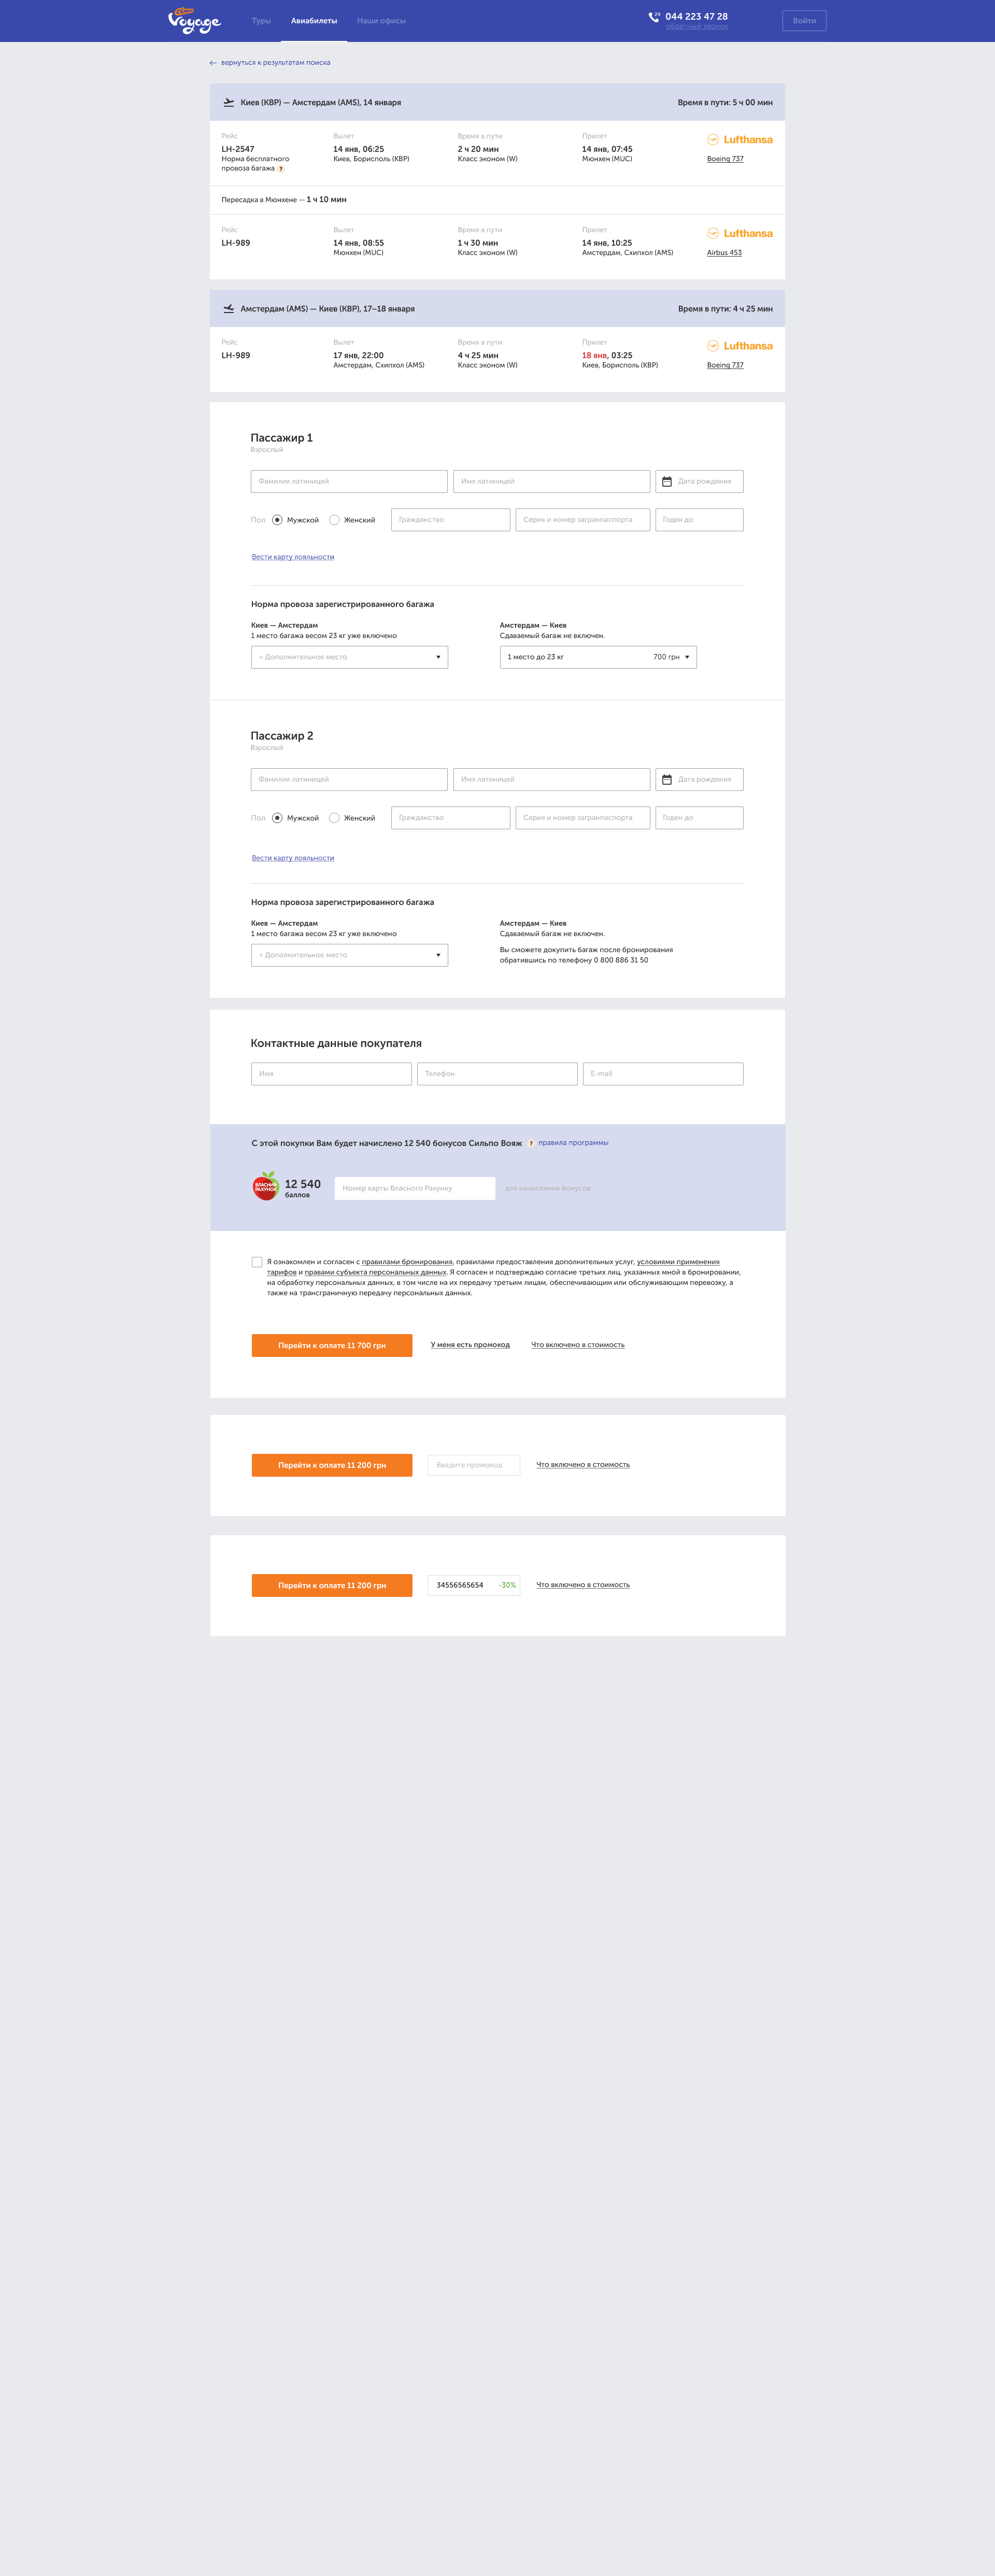 Voyage
Туры
Авиабилеты
Наши офисы
24
044 223 47 28
обратный звонок
Войти
← вернуться к результатам поиска
Киев (KBP) — Амстердам (AMS), 14 января
Время в пути: 5 ч 00 мин
Рейс
Вылет
Время в пути
Прилет
Lufthansa
LH-2547
14 янв, 06:25
2 ч 20 мин
14 янв, 07:45
Норма бесплатного
провоза багажа ?
Киев, Борисполь (KBP)
Класс эконом (W)
Мюнхен (MUC)
Boeing 737
Пересадка в Мюнхене — 1 ч 10 мин
Рейс
Вылет
Время в пути
Прилет
Lufthansa
LH-989
14 янв, 08:55
1 ч 30 мин
14 янв, 10:25
Мюнхен (MUC)
Класс эконом (W)
Амстердам, Схипхол (AMS)
Airbus 453
Амстердам (AMS) — Киев (KBP), 17–18 января
Время в пути: 4 ч 25 мин
Рейс
Вылет
Время в пути
Прилет
Lufthansa
LH-989
17 янв, 22:00
4 ч 25 мин
18 янв, 03:25
Амстердам, Схипхол (AMS)
Класс эконом (W)
Киев, Борисполь (KBP)
Boeing 737
Пассажир 1
Взрослый
Фамилия латиницей
Имя латиницей
Дата рождения
Пол
Мужской
Женский
Гражданство
Серия и номер загранпаспорта
Годен до
Вести карту лояльности
Норма провоза зарегистрированного багажа
Киев — Амстердам
1 место багажа весом 23 кг уже включено
+ Дополнительное место
Амстердам — Киев
Сдаваемый багаж не включен.
1 место до 23 кг
700 грн
Пассажир 2
Взрослый
Фамилия латиницей
Имя латиницей
Дата рождения
Пол
Мужской
Женский
Гражданство
Серия и номер загранпаспорта
Годен до
Вести карту лояльности
Норма провоза зарегистрированного багажа
Киев — Амстердам
1 место багажа весом 23 кг уже включено
+ Дополнительное место
Амстердам — Киев
Сдаваемый багаж не включен.
Вы сможете докупить багаж после бронирования
обратившись по телефону 0 800 886 31 50
Контактные данные покупателя
Имя
Телефон
E-mail
С этой покупки Вам будет начислено 12 540 бонусов Сильпо Вояж ? правила программы
ВЛАСНИЙ
РАХУНОК
12 540
баллов
Номер карты Власного Рахунку
для начисления бонусов
Я ознакомлен и согласен с правилами бронирования, правилами предоставления дополнительных услуг, условиями применения
тарифов и правами субъекта персональных данных. Я согласен и подтверждаю согласие третьих лиц, указанных мной в бронировании,
на обработку персональных данных, в том числе на их передачу третьим лицам, обеспечивающим или обслуживающим перевозку, а
также на трансграничную передачу персональных данных.
Перейти к оплате 11 700 грн
У меня есть промокод
Что включено в стоимость
Перейти к оплате 11 200 грн
Введите промокод
Что включено в стоимость
Перейти к оплате 11 200 грн
34556565654
-30%
Что включено в стоимость